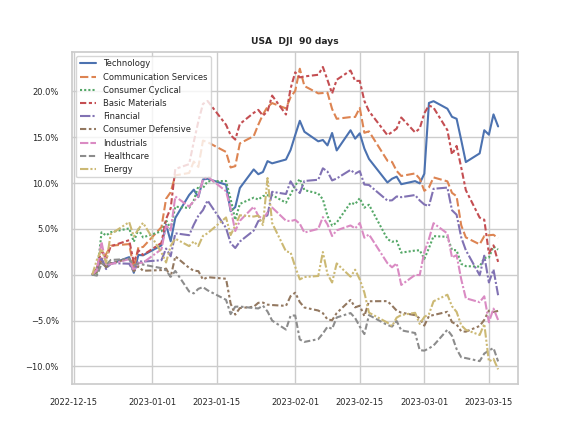 USA DJI 90 days
Technology
Communication Services
Consumer Cyclical
Basic Materials
Financial
Consumer Defensive
Industrials
Healthcare
Energy
20.0%
15.0%
10.0%
5.0%
0.0%
−5.0%
−10.0%
2022-12-15 2023-01-01 2023-01-15 2023-02-01 2023-02-15 2023-03-01 2023-03-15